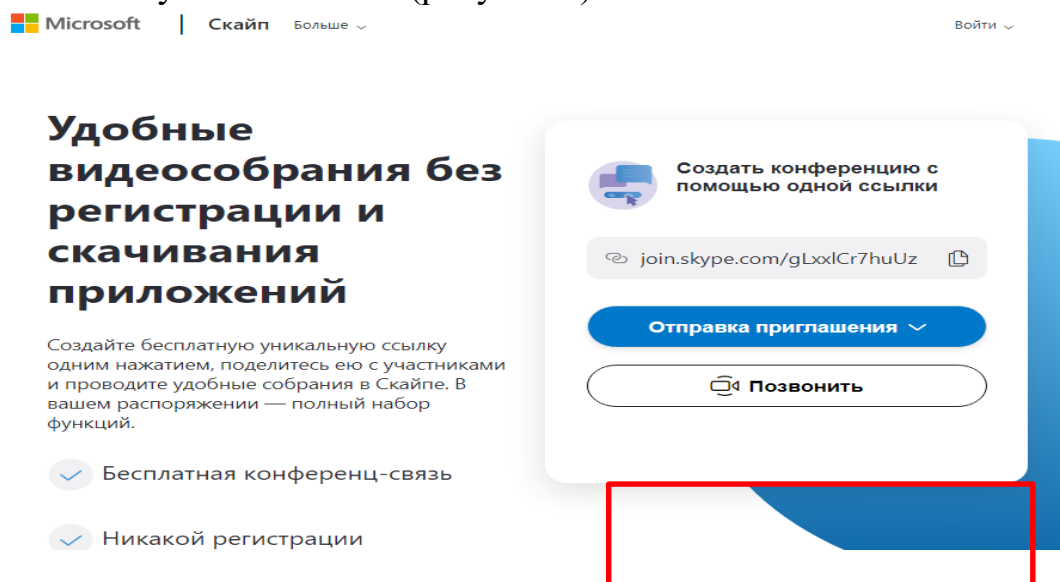 Microsoft | Скайп Больше
Войти
Удобные
видеособрания без
регистрации и
скачивания
приложений
Создайте бесплатную уникальную ссылку
одним нажатием, поделитесь ею с участниками
и проводите удобные собрания в Скайпе. В
вашем распоряжении — полный набор
функций.
Бесплатная конференц-связь
Никакой регистрации
Создать конференцию с
помощью одной ссылки
join.skype.com/gLxxlCr7huUz
Отправка приглашения
Позвонить